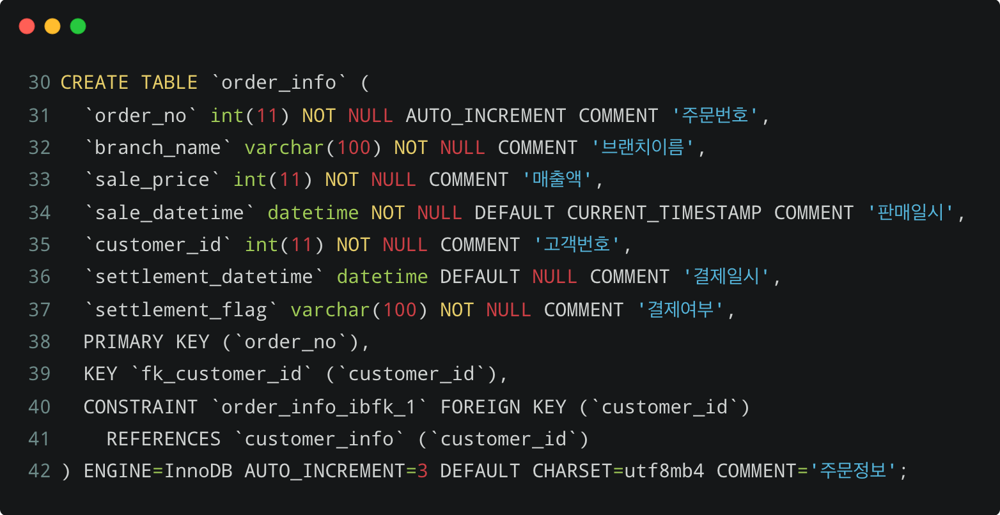 30 CREATE TABLE `order_info` (
31   `order_no` int(11) NOT NULL AUTO_INCREMENT COMMENT '주문번호',
32   `branch_name` varchar(100) NOT NULL COMMENT '브랜치이름',
33   `sale_price` int(11) NOT NULL COMMENT '매출액',
34   `sale_datetime` datetime NOT NULL DEFAULT CURRENT_TIMESTAMP COMMENT '판매일시',
35   `customer_id` int(11) NOT NULL COMMENT '고객번호',
36   `settlement_datetime` datetime DEFAULT NULL COMMENT '결제일시',
37   `settlement_flag` varchar(100) NOT NULL COMMENT '결제여부',
38   PRIMARY KEY (`order_no`),
39   KEY `fk_customer_id` (`customer_id`),
40   CONSTRAINT `order_info_ibfk_1` FOREIGN KEY (`customer_id`)
41     REFERENCES `customer_info` (`customer_id`)
42 ) ENGINE=InnoDB AUTO_INCREMENT=3 DEFAULT CHARSET=utf8mb4 COMMENT='주문정보';